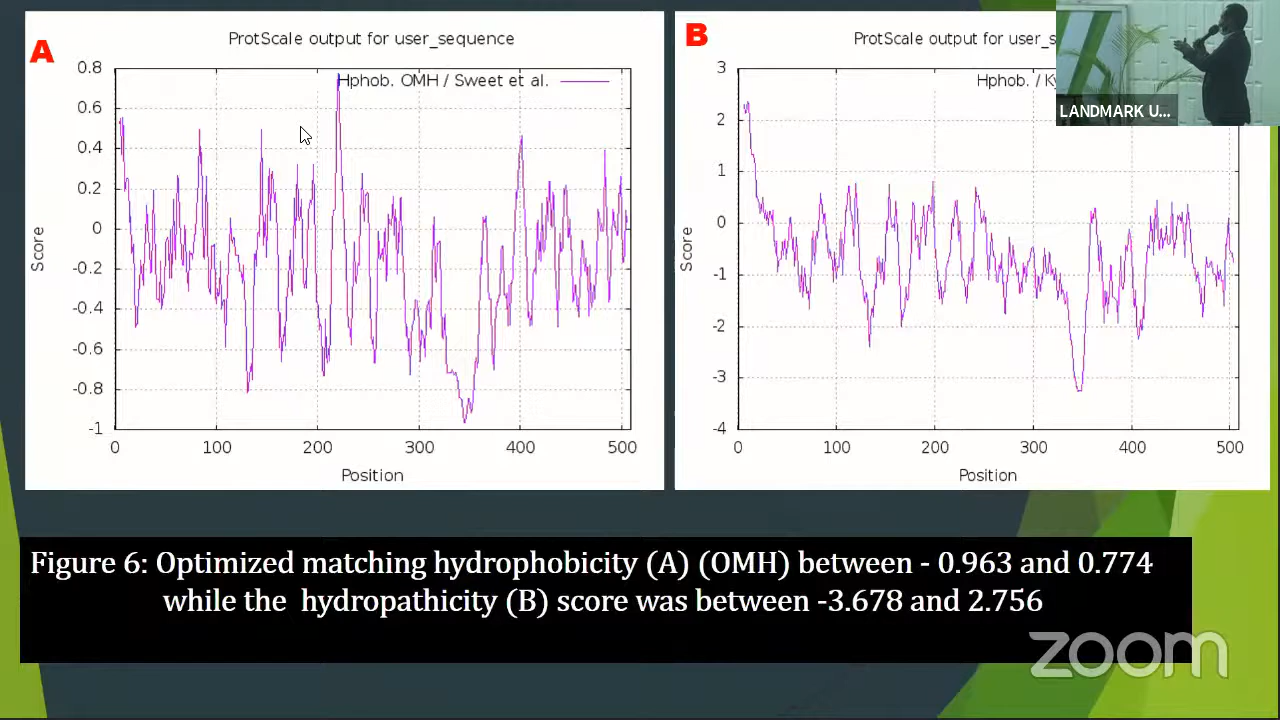 A
ProtScale output for user_sequence
Hphob. OMH / Sweet et al.
0.8
0.6
0.4
0.2
0
-0.2
-0.4
-0.6
-0.8
-1
Score
0 100 200 300 400 500
Position
B
ProtScale output for
Hphob. /
3
2
1
0
-1
-2
-3
-4
Score
0 100 200 300 400 500
Position
LANDMARK U...
Figure 6: Optimized matching hydrophobicity (A) (OMH) between - 0.963 and 0.774
while the hydropathicity (B) score was between -3.678 and 2.756
zoom